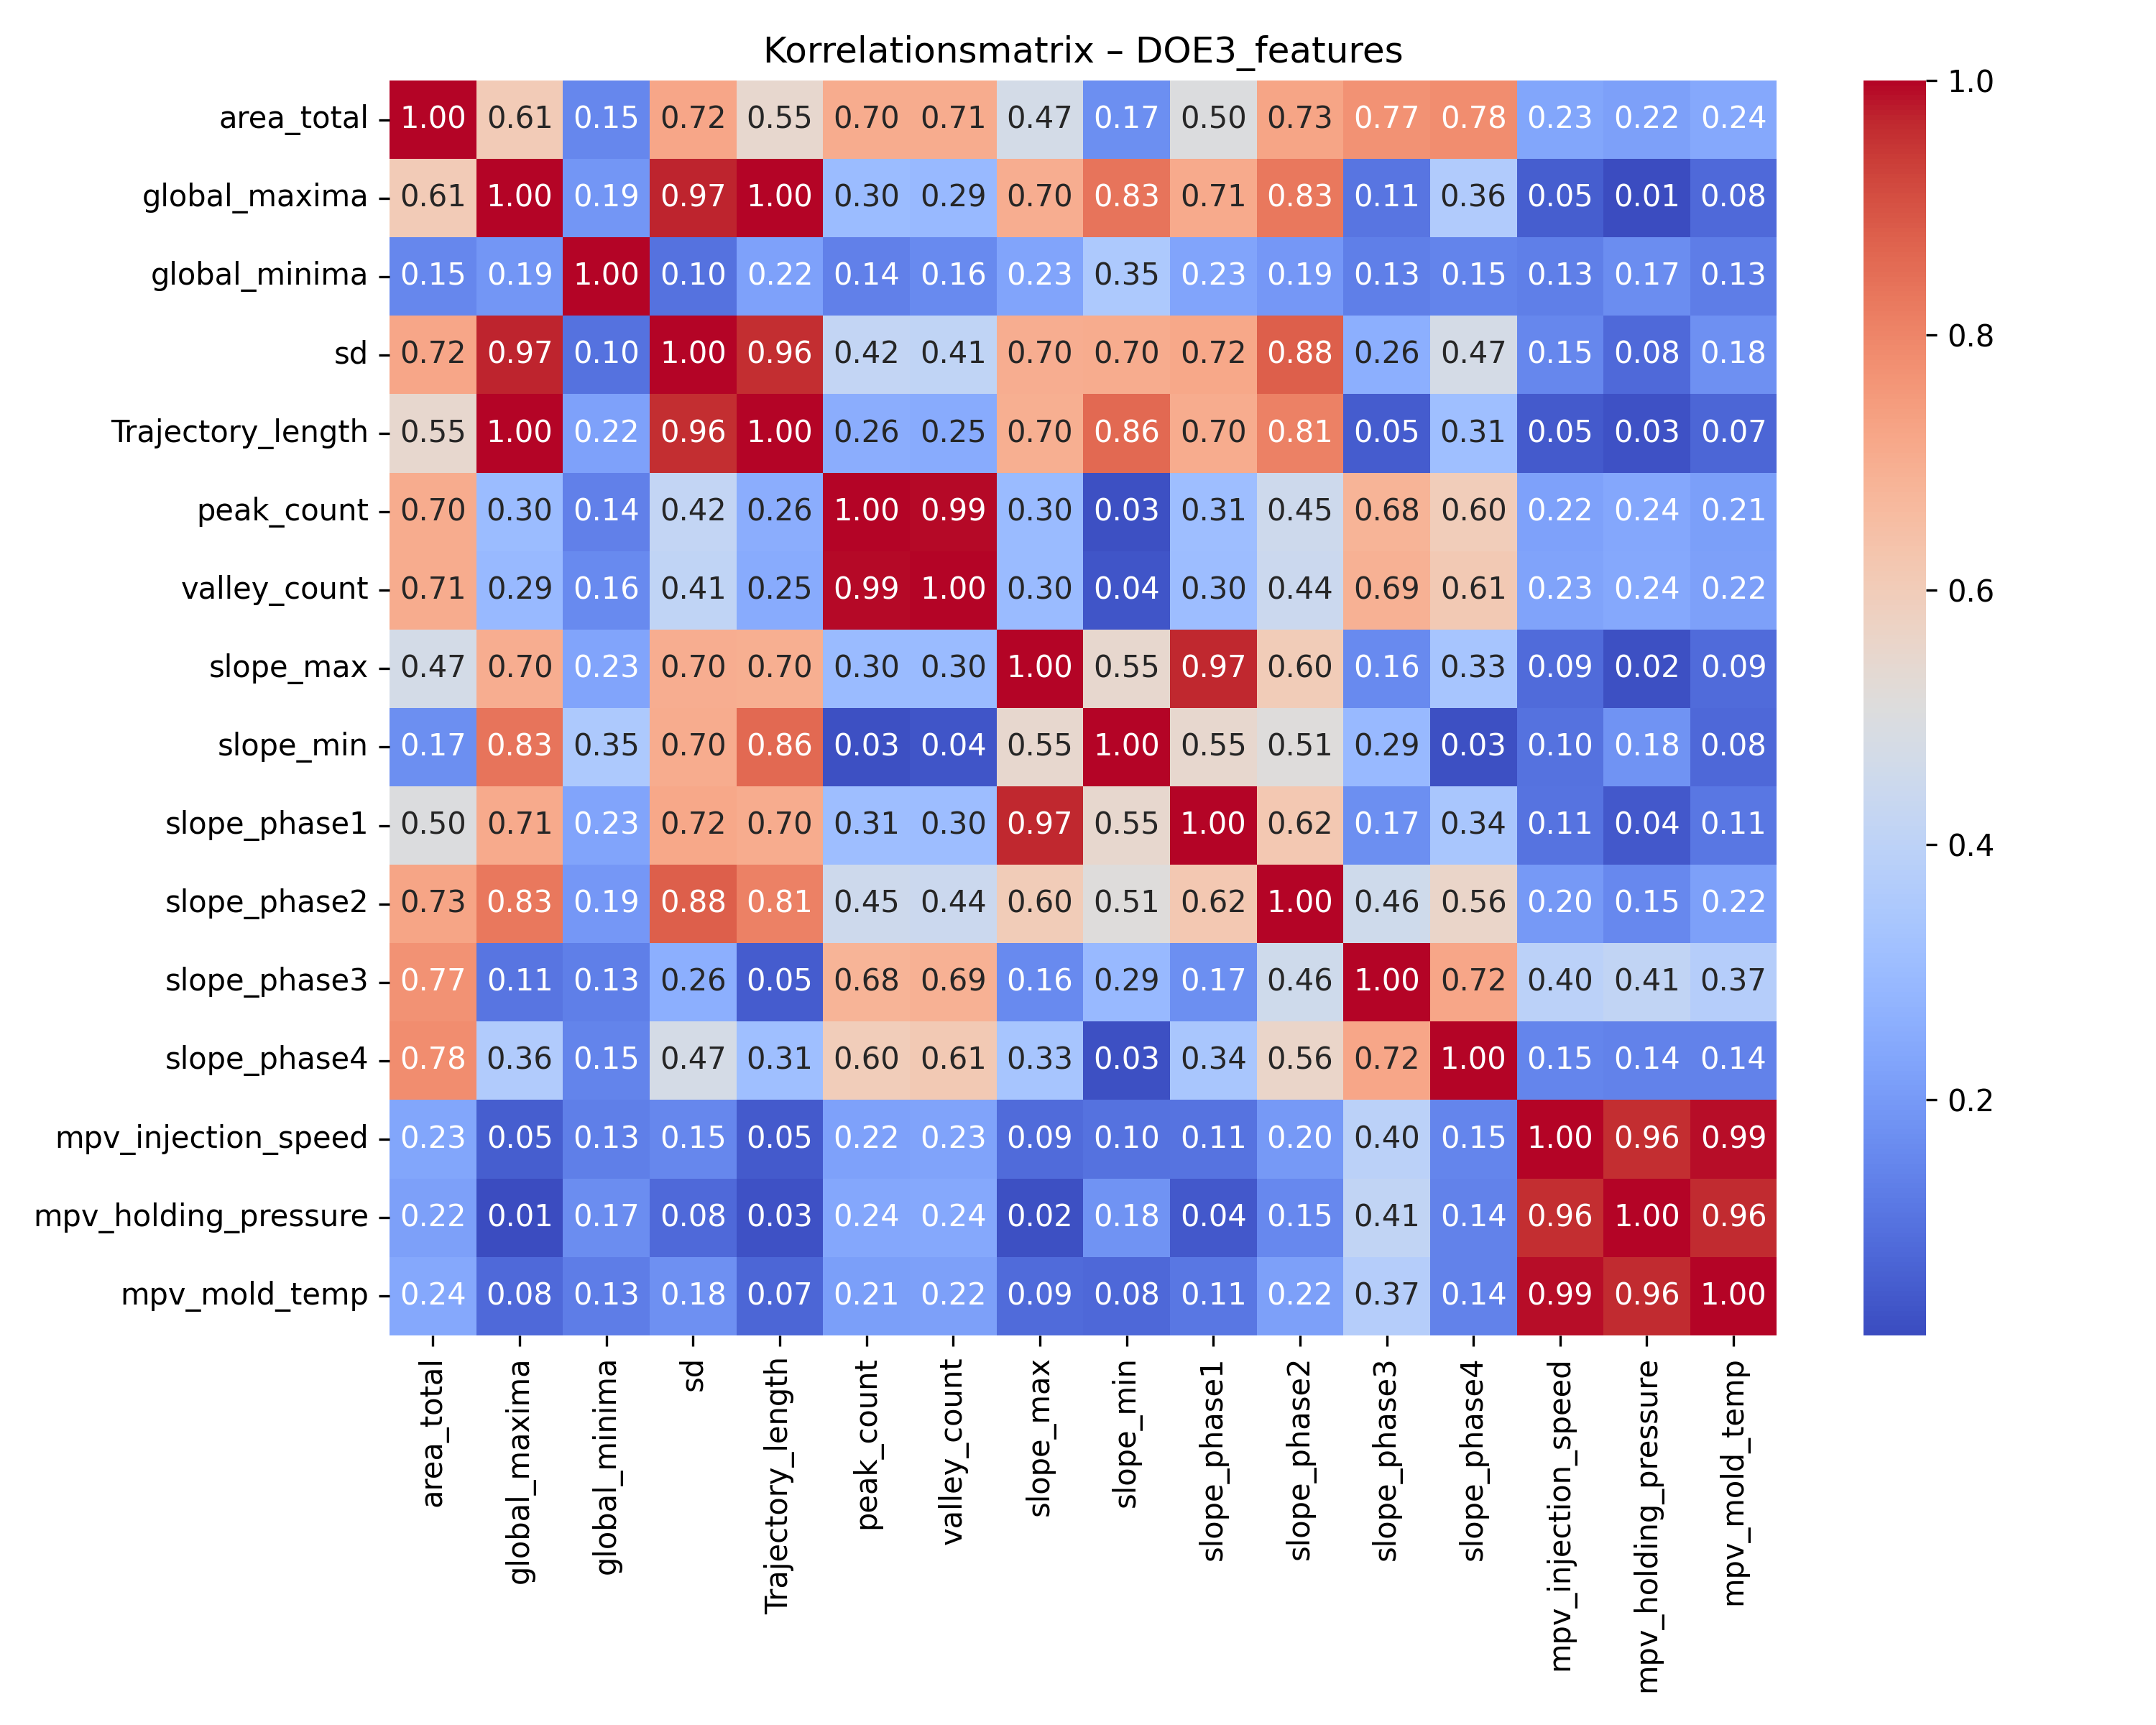 Korrelationsmatrix – DOE3_features
area_total 1.00 0.61 0.15 0.72 0.55 0.70 0.71 0.47 0.17 0.50 0.73 0.77 0.78 0.23 0.22 0.24
global_maxima 0.61 1.00 0.19 0.97 1.00 0.30 0.29 0.70 0.83 0.71 0.83 0.11 0.36 0.05 0.01 0.08
global_minima 0.15 0.19 1.00 0.10 0.22 0.14 0.16 0.23 0.35 0.23 0.19 0.13 0.15 0.13 0.17 0.13
sd 0.72 0.97 0.10 1.00 0.96 0.42 0.41 0.70 0.70 0.72 0.88 0.26 0.47 0.15 0.08 0.18
Trajectory_length 0.55 1.00 0.22 0.96 1.00 0.26 0.25 0.70 0.86 0.70 0.81 0.05 0.31 0.05 0.03 0.07
peak_count 0.70 0.30 0.14 0.42 0.26 1.00 0.99 0.30 0.03 0.31 0.45 0.68 0.60 0.22 0.24 0.21
valley_count 0.71 0.29 0.16 0.41 0.25 0.99 1.00 0.30 0.04 0.30 0.44 0.69 0.61 0.23 0.24 0.22
slope_max 0.47 0.70 0.23 0.70 0.70 0.30 0.30 1.00 0.55 0.97 0.60 0.16 0.33 0.09 0.02 0.09
slope_min 0.17 0.83 0.35 0.70 0.86 0.03 0.04 0.55 1.00 0.55 0.51 0.29 0.03 0.10 0.18 0.08
slope_phase1 0.50 0.71 0.23 0.72 0.70 0.31 0.30 0.97 0.55 1.00 0.62 0.17 0.34 0.11 0.04 0.11
slope_phase2 0.73 0.83 0.19 0.88 0.81 0.45 0.44 0.60 0.51 0.62 1.00 0.46 0.56 0.20 0.15 0.22
slope_phase3 0.77 0.11 0.13 0.26 0.05 0.68 0.69 0.16 0.29 0.17 0.46 1.00 0.72 0.40 0.41 0.37
slope_phase4 0.78 0.36 0.15 0.47 0.31 0.60 0.61 0.33 0.03 0.34 0.56 0.72 1.00 0.15 0.14 0.14
mpv_injection_speed 0.23 0.05 0.13 0.15 0.05 0.22 0.23 0.09 0.10 0.11 0.20 0.40 0.15 1.00 0.96 0.99
mpv_holding_pressure 0.22 0.01 0.17 0.08 0.03 0.24 0.24 0.02 0.18 0.04 0.15 0.41 0.14 0.96 1.00 0.96
mpv_mold_temp 0.24 0.08 0.13 0.18 0.07 0.21 0.22 0.09 0.08 0.11 0.22 0.37 0.14 0.99 0.96 1.00
area_total
global_maxima
global_minima
sd
Trajectory_length
peak_count
valley_count
slope_max
slope_min
slope_phase1
slope_phase2
slope_phase3
slope_phase4
mpv_injection_speed
mpv_holding_pressure
mpv_mold_temp
1.0
0.8
0.6
0.4
0.2